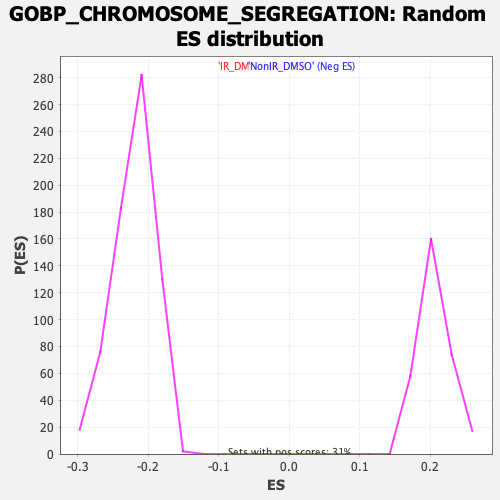 GOBP_CHROMOSOME_SEGREGATION: Random
ES distribution
'IR_DM'NonIR_DMSO' (Neg ES)
280
260
240
220
200
180
160
140
120
100
80
60
40
20
0
P(ES)
Sets with pos scores: 31%
-0.3 -0.2 -0.1 0.0 0.1 0.2
ES